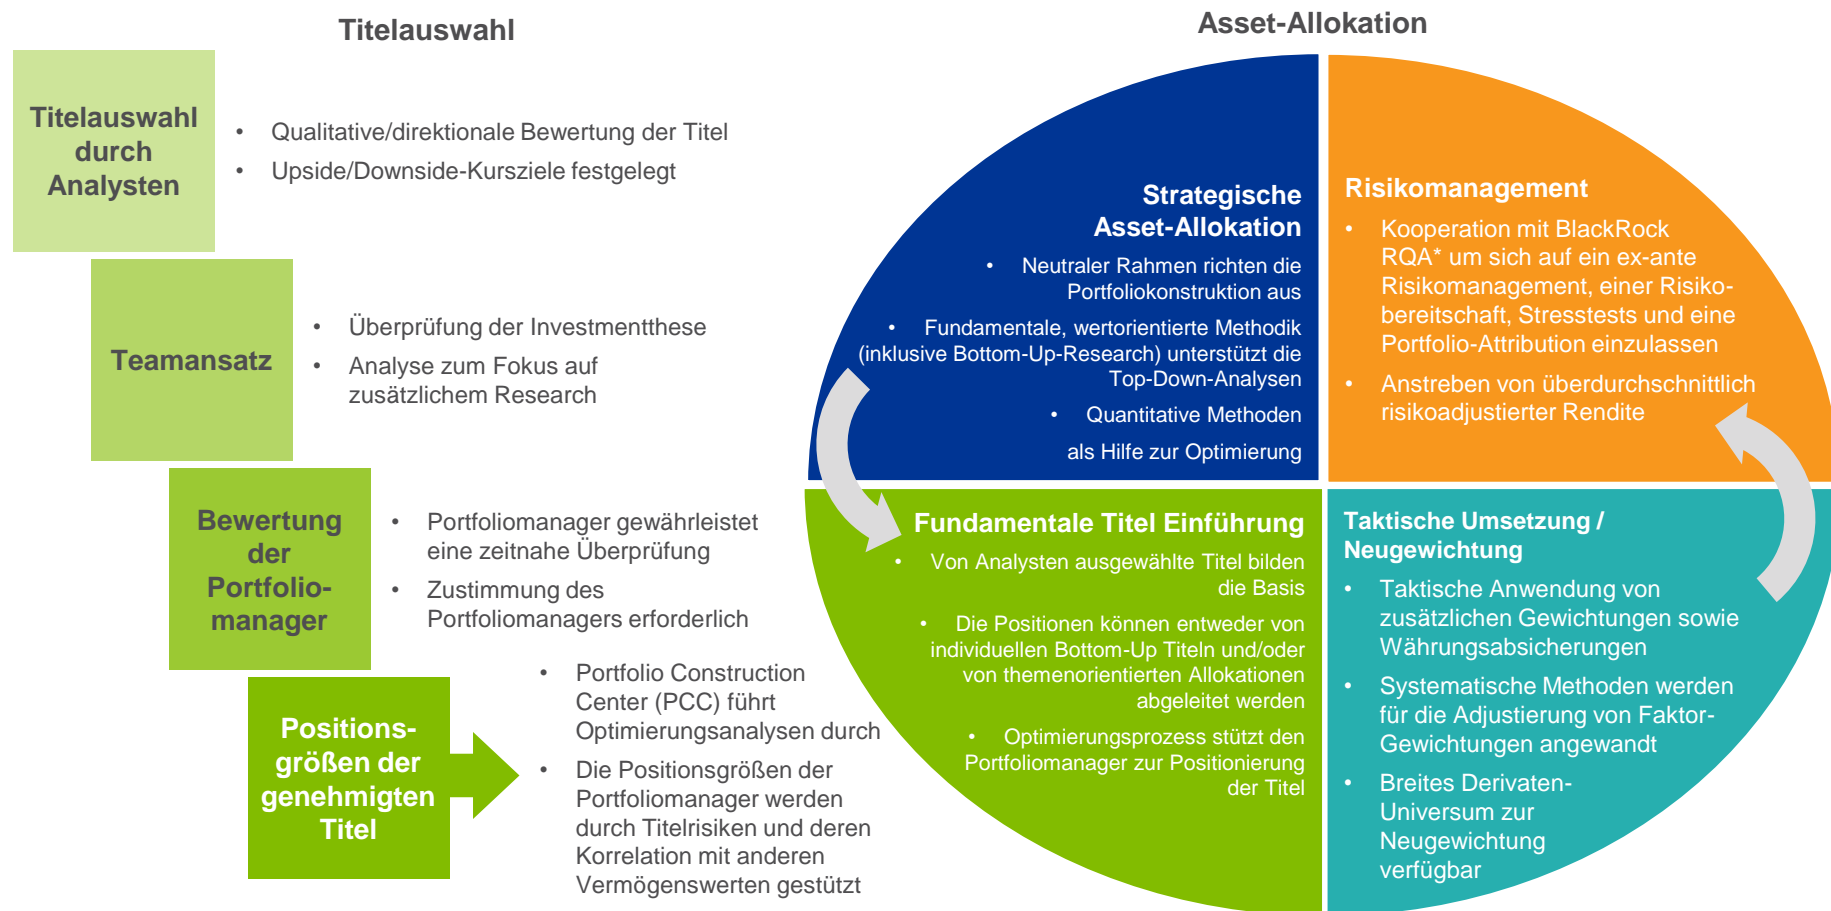 Titelauswahl
Titelauswahl
durch
Analysten
• Qualitative/direktionale Bewertung der Titel
• Upside/Downside-Kursziele festgelegt
Teamansatz
• Überprüfung der Investmentthese
• Analyse zum Fokus auf
zusätzlichem Research
Bewertung
der
Portfolio-
manager
• Portfoliomanager gewährleistet
eine zeitnahe Überprüfung
• Zustimmung des
Portfoliomanagers erforderlich
Positions-
größen der
genehmigten
Titel
• Portfolio Construction
Center (PCC) führt
Optimierungsanalysen durch
• Die Positionsgrößen der
Portfoliomanager werden
durch Titelrisiken und deren
Korrelation mit anderen
Vermögenswerten gestützt
Asset-Allokation
Strategische
Asset-Allokation
• Neutraler Rahmen richten die
Portfoliokonstruktion aus
• Fundamentale, wertorientierte Methodik
(inklusive Bottom-Up-Research) unterstützt die
Top-Down-Analysen
• Quantitative Methoden
als Hilfe zur Optimierung
Risikomanagement
• Kooperation mit BlackRock
RQA* um sich auf ein ex-ante
Risikomanagement, einer Risiko-
bereitschaft, Stresstests und eine
Portfolio-Attribution einzulassen
• Anstreben von überdurchschnittlich
risikoadjustierter Rendite
Fundamentale Titel Einführung
• Von Analysten ausgewählte Titel bilden
die Basis
• Die Positionen können entweder von
individuellen Bottom-Up Titeln und/oder
von themenorientierten Allokationen
abgeleitet werden
• Optimierungsprozess stützt den
Portfoliomanager zur Positionierung
der Titel
Taktische Umsetzung /
Neugewichtung
• Taktische Anwendung von
zusätzlichen Gewichtungen sowie
Währungsabsicherungen
• Systematische Methoden werden
für die Adjustierung von Faktor-
Gewichtungen angewandt
• Breites Derivaten-
Universum zur
Neugewichtung
verfügbar